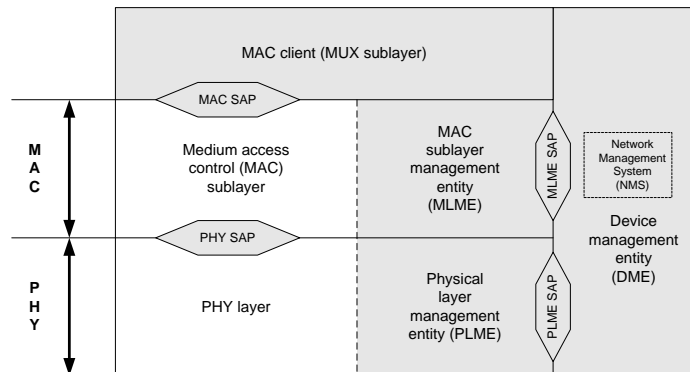 MAC client (MUX sublayer)
MAC SAP
M
A
C
Medium access
control (MAC)
sublayer
MAC
sublayer
management
entity
(MLME)
MLME SAP
Network
Management
System
(NMS)
PHY SAP
Device
management
entity
(DME)
P
H
Y
PHY layer
Physical
layer
management
entity (PLME)
PLME SAP